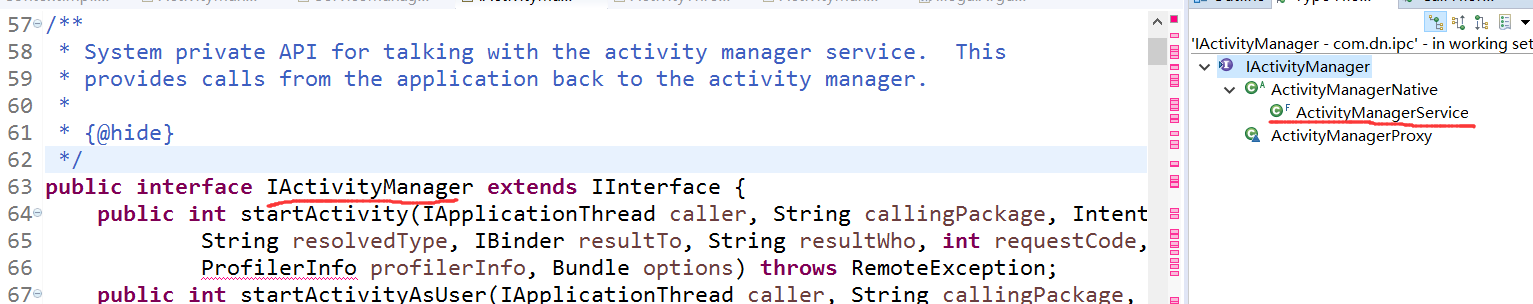 57 /**
58 * System private API for talking with the activity manager service.  This
59 * provides calls from the application back to the activity manager.
60 *
61 * {@hide}
62 */
63 public interface IActivityManager extends IInterface {
64 public int startActivity(IApplicationThread caller, String callingPackage, Intent
65 String resolvedType, IBinder resultTo, String resultWho, int requestCode,
66 ProfilerInfo profilerInfo, Bundle options) throws RemoteException;
67 public int startActivityAsUser(IApplicationThread caller, String callingPackage,
'IActivityManager - com.dn.ipc' - in working set
IActivityManager
ActivityManagerNative
ActivityManagerService
ActivityManagerProxy